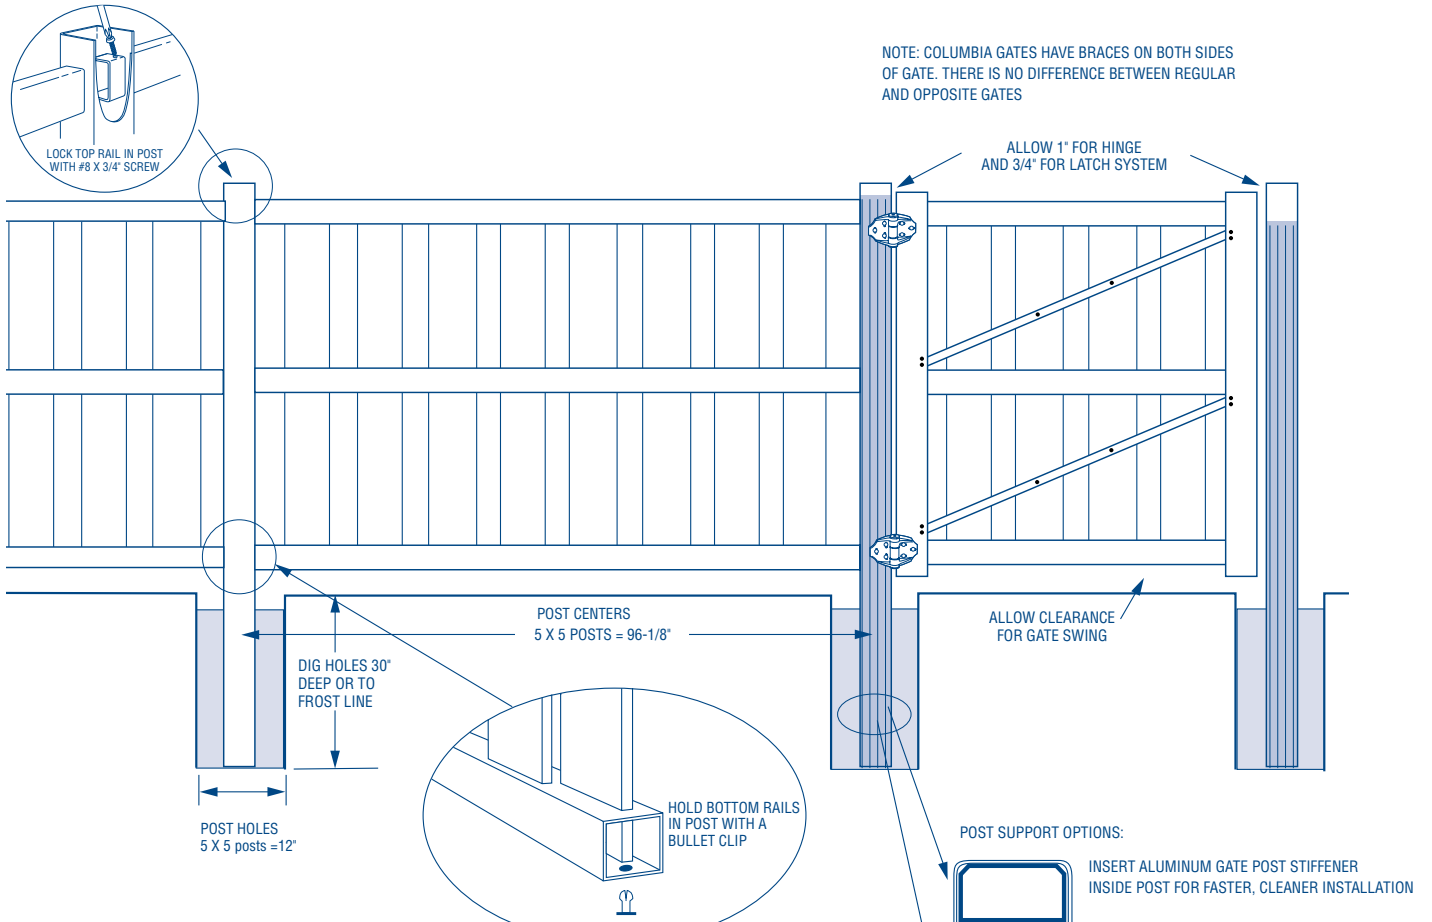 LOCK TOP RAIL IN POST
WITH #8 X 3/4" SCREW
NOTE: COLUMBIA GATES HAVE BRACES ON BOTH SIDES
OF GATE. THERE IS NO DIFFERENCE BETWEEN REGULAR
AND OPPOSITE GATES
ALLOW 1" FOR HINGE
AND 3/4" FOR LATCH SYSTEM
POST CENTERS
5 X 5 POSTS = 96-1/8"
ALLOW CLEARANCE
FOR GATE SWING
DIG HOLES 30"
DEEP OR TO
FROST LINE
POST HOLES
5 X 5 posts =12"
HOLD BOTTOM RAILS
IN POST WITH A
BULLET CLIP
POST SUPPORT OPTIONS:
INSERT ALUMINUM GATE POST STIFFENER
INSIDE POST FOR FASTER, CLEANER INSTALLATION